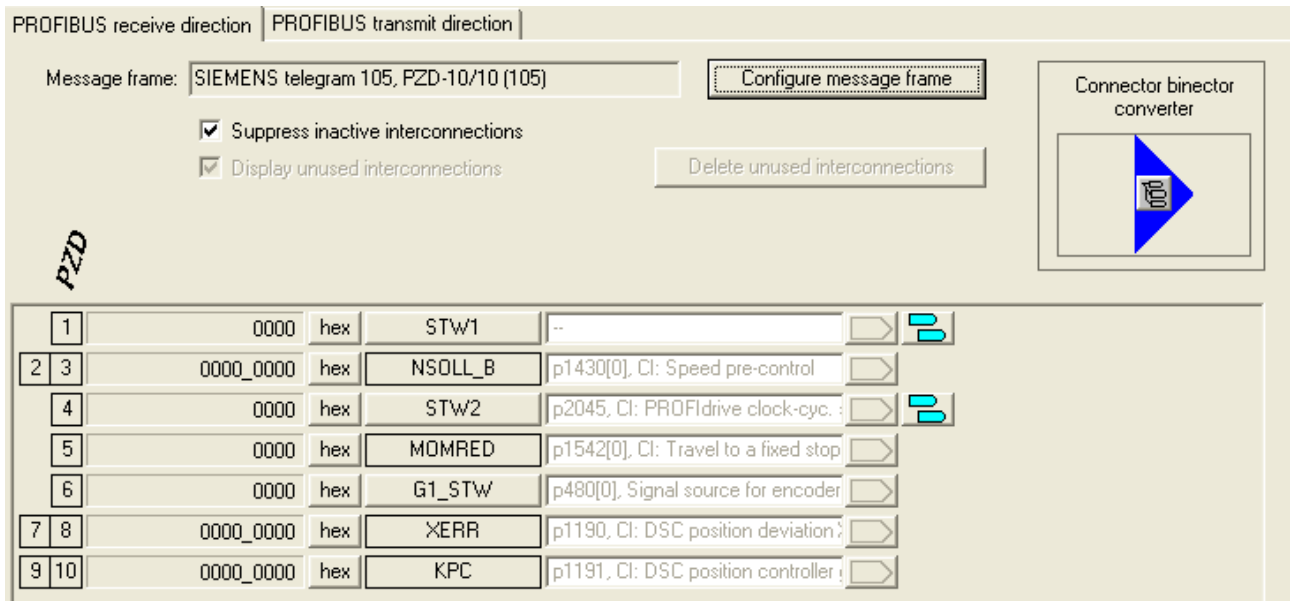 PROFIBUS receive direction PROFIBUS transmit direction
Message frame: SIEMENS telegram 105, PZD-10/10 (105) Configure message frame
Connector binector
converter
Suppress inactive interconnections
Display unused interconnections Delete unused interconnections
PZD
1 0000 hex STW1 --
2 3 0000_0000 hex NSOLL_B p1430[0], CI: Speed pre-control
4 0000 hex STW2 p2045, CI: PROFIdrive clock-cyc.
5 0000 hex MOMRED p1542[0], CI: Travel to a fixed stop
6 0000 hex G1_STW p480[0], Signal source for encoder
7 8 0000_0000 hex XERR p1190, CI: DSC position deviation
9 10 0000_0000 hex KPC p1191, CI: DSC position controller